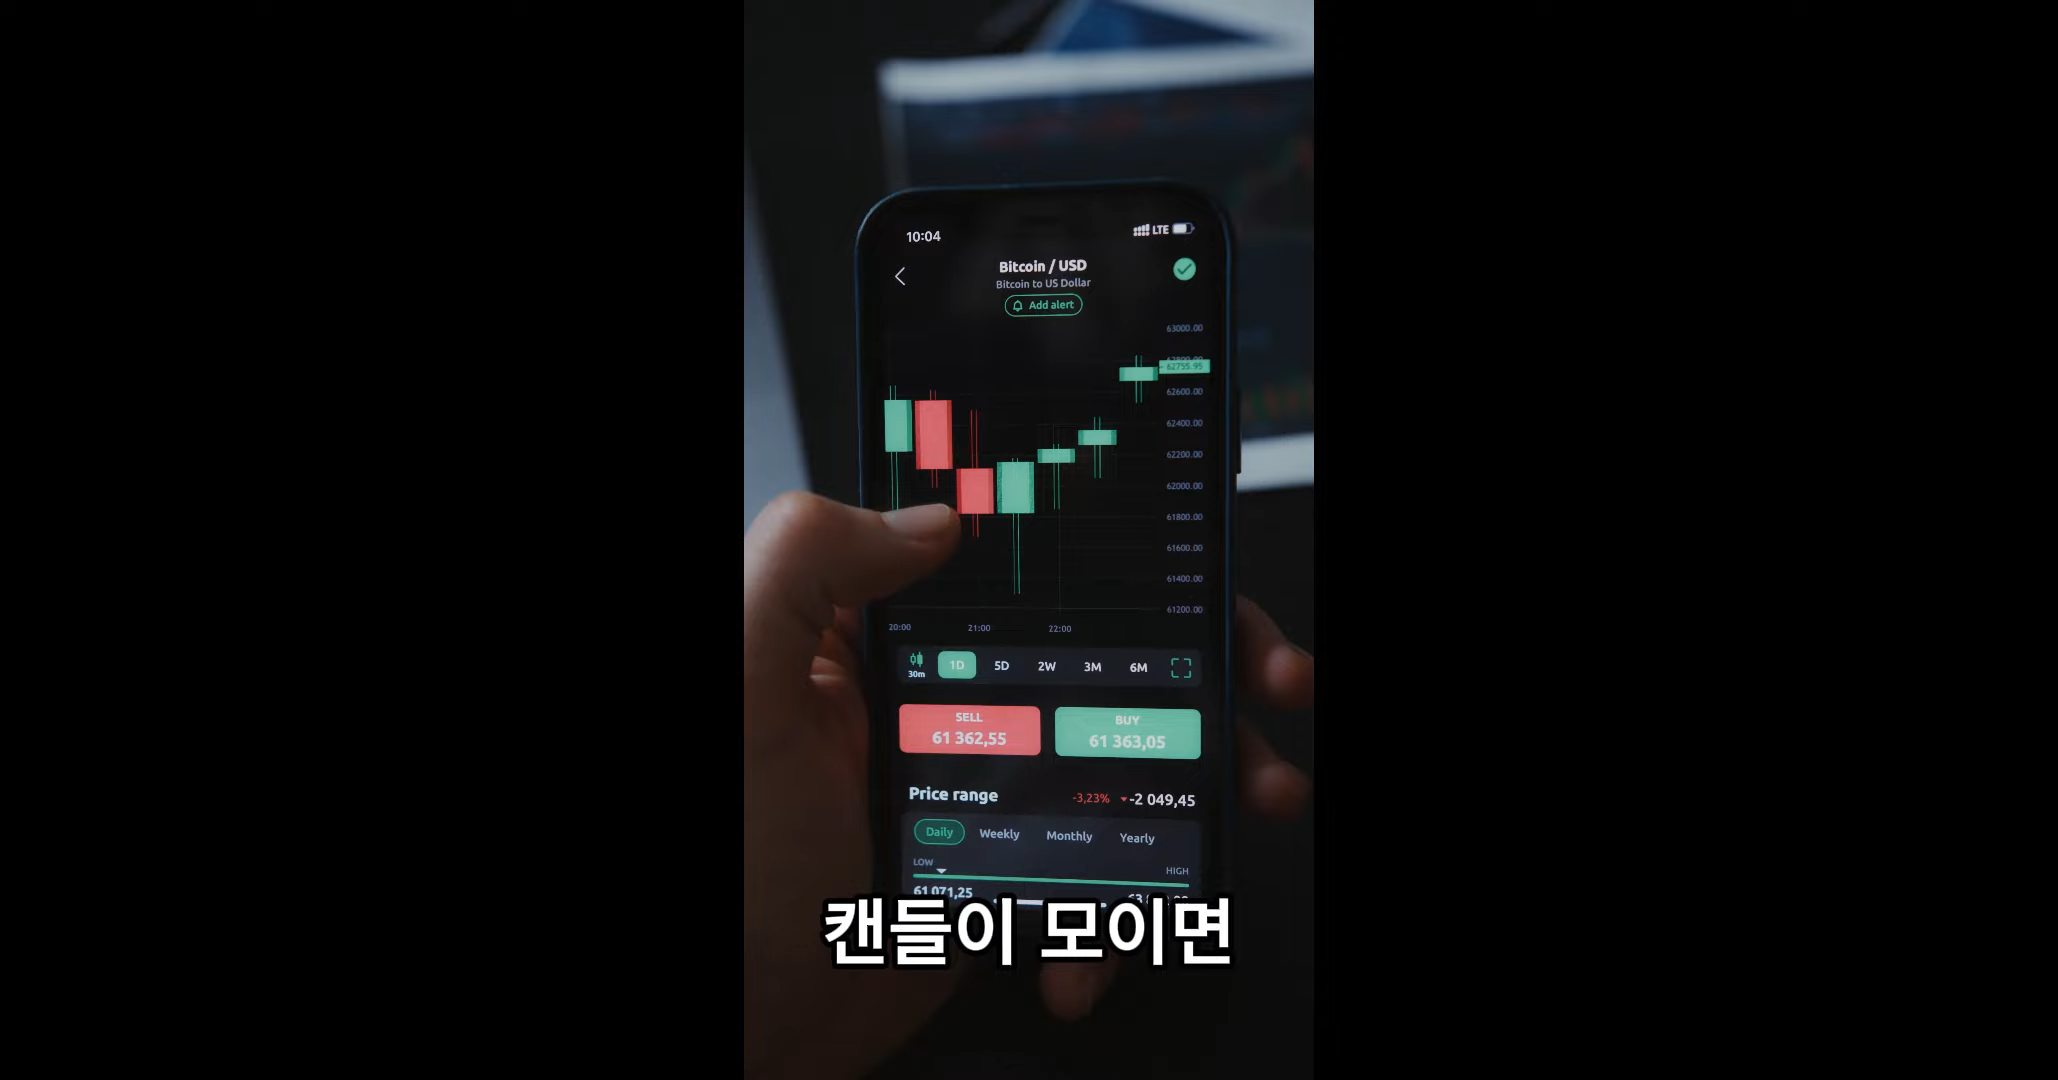 10:04
LTE
Bitcoin / USD
Bitcoin to US Dollar
Add alert
63000.00
62755.95
62600.00
62400.00
62200.00
62000.00
61800.00
61600.00
61400.00
61200.00
20:00 21:00 22:00
30m 1D 5D 2W 3M 6M
SELL BUY
61 362,55 61 363,05
Price range -3,23% -2 049,45
Daily Weekly Monthly Yearly
LOW HIGH
61 071,25
캔들이 모이면